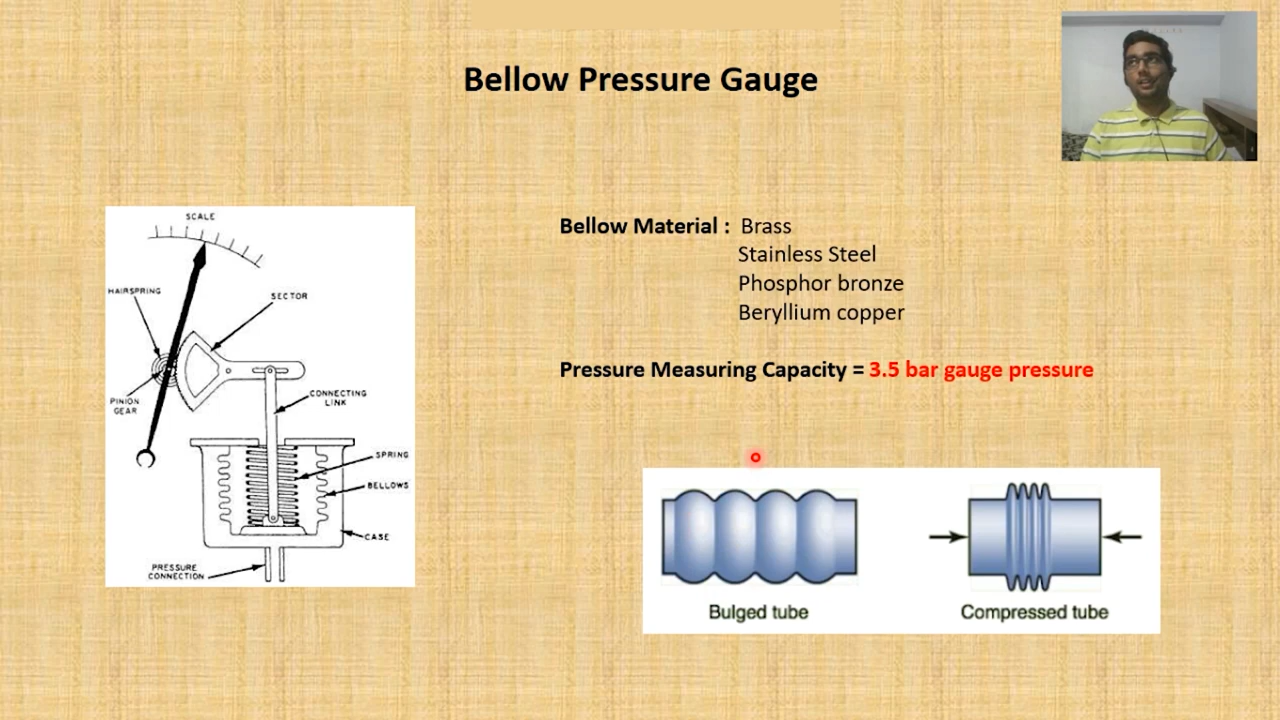 Bellow Pressure Gauge
SCALE
HAIRSPRING
SECTOR
PINION
GEAR
CONNECTING
LINK
SPRING
BELLOWS
CASE
PRESSURE
CONNECTION
Bellow Material : Brass
Stainless Steel
Phosphor bronze
Beryllium copper
Pressure Measuring Capacity = 3.5 bar gauge pressure
Bulged tube
Compressed tube